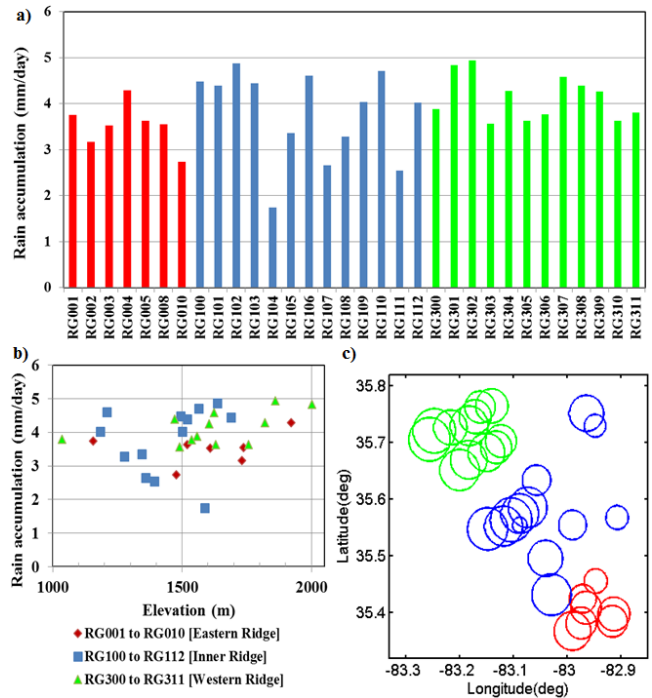 a)
Rain accumulation (mm/day)
6
5
4
3
2
1
0
RG001
RG002
RG003
RG004
RG005
RG008
RG010
RG100
RG101
RG102
RG103
RG104
RG105
RG106
RG107
RG108
RG109
RG110
RG111
RG112
RG300
RG301
RG302
RG303
RG304
RG305
RG306
RG307
RG308
RG309
RG310
RG311
b)
Rain accumulation (mm/day)
6
5
4
3
2
1
0
1000 1500 2000
Elevation (m)
RG001 to RG010 [Eastern Ridge]
RG100 to RG112 [Inner Ridge]
RG300 to RG311 [Western Ridge]
c)
Latitude(deg)
35.8
35.7
35.6
35.5
35.4
-83.3 -83.2 -83.1 -83 -82.9
Longitude(deg)